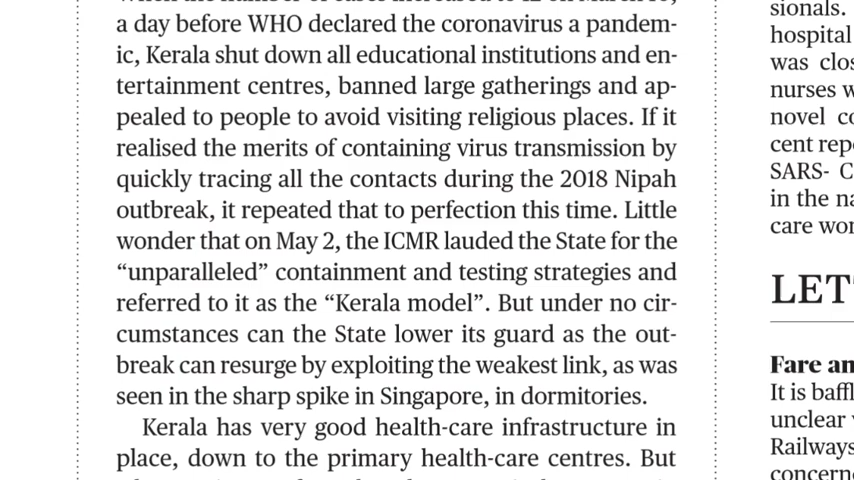 a day before WHO declared the coronavirus a pandem-
ic, Kerala shut down all educational institutions and en-
tertainment centres, banned large gatherings and ap-
pealed to people to avoid visiting religious places. If it
realised the merits of containing virus transmission by
quickly tracing all the contacts during the 2018 Nipah
outbreak, it repeated that to perfection this time. Little
wonder that on May 2, the ICMR lauded the State for the
“unparalleled” containment and testing strategies and
referred to it as the “Kerala model”. But under no cir-
cumstances can the State lower its guard as the out-
break can resurge by exploiting the weakest link, as was
seen in the sharp spike in Singapore, in dormitories.
Kerala has very good health-care infrastructure in
place, down to the primary health-care centres. But
sionals.
hospital
was clos
nurses w
novel co
cent repo
SARS- C
in the na
care wor
LETT
Fare an
It is baffl
unclear
Railways
concern